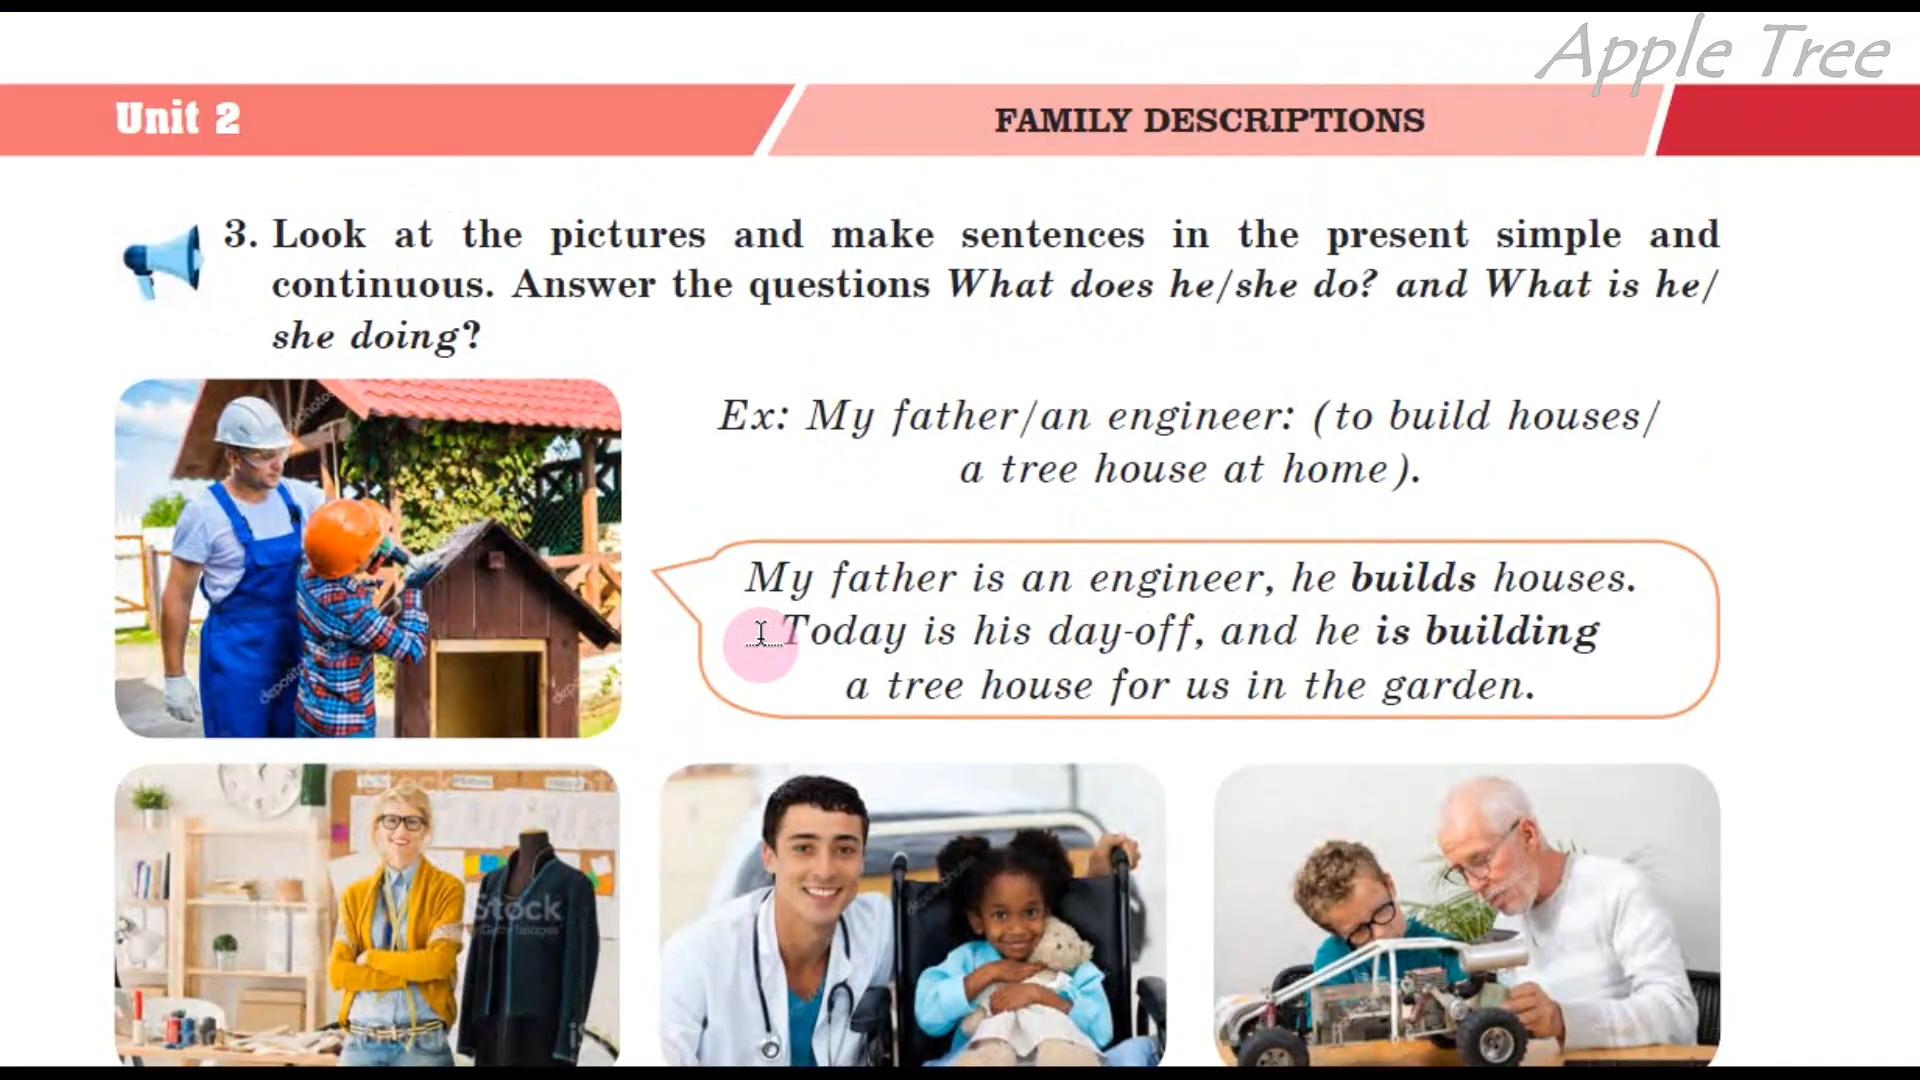 Apple Tree
Unit 2
FAMILY DESCRIPTIONS
3. Look at the pictures and make sentences in the present simple and
continuous. Answer the questions What does he/she do? and What is he/
she doing?
Ex: My father/an engineer: (to build houses/
a tree house at home).
My father is an engineer, he builds houses.
Today is his day-off, and he is building
a tree house for us in the garden.